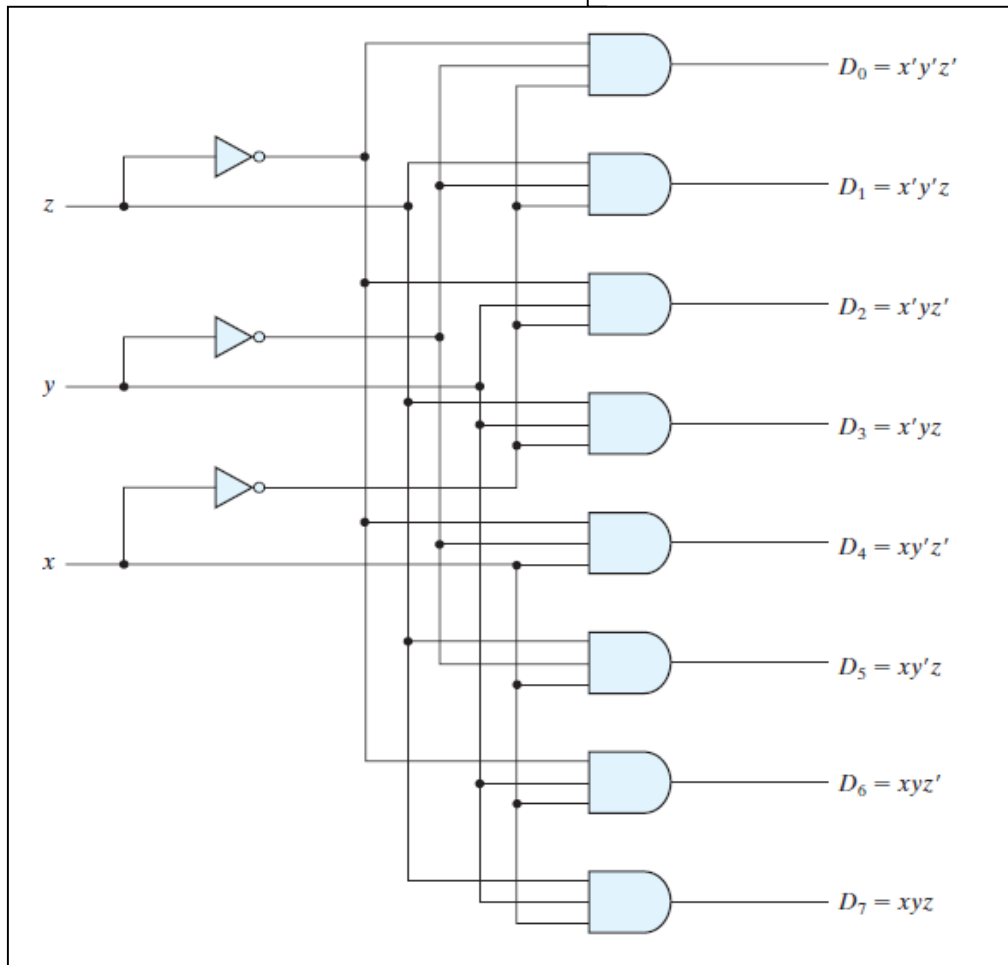 D₀ = x'y'z'
D₁ = x'y'z
z
D₂ = x'yz'
y
D₃ = x'yz
D₄ = xy'z'
x
D₅ = xy'z
D₆ = xyz'
D₇ = xyz